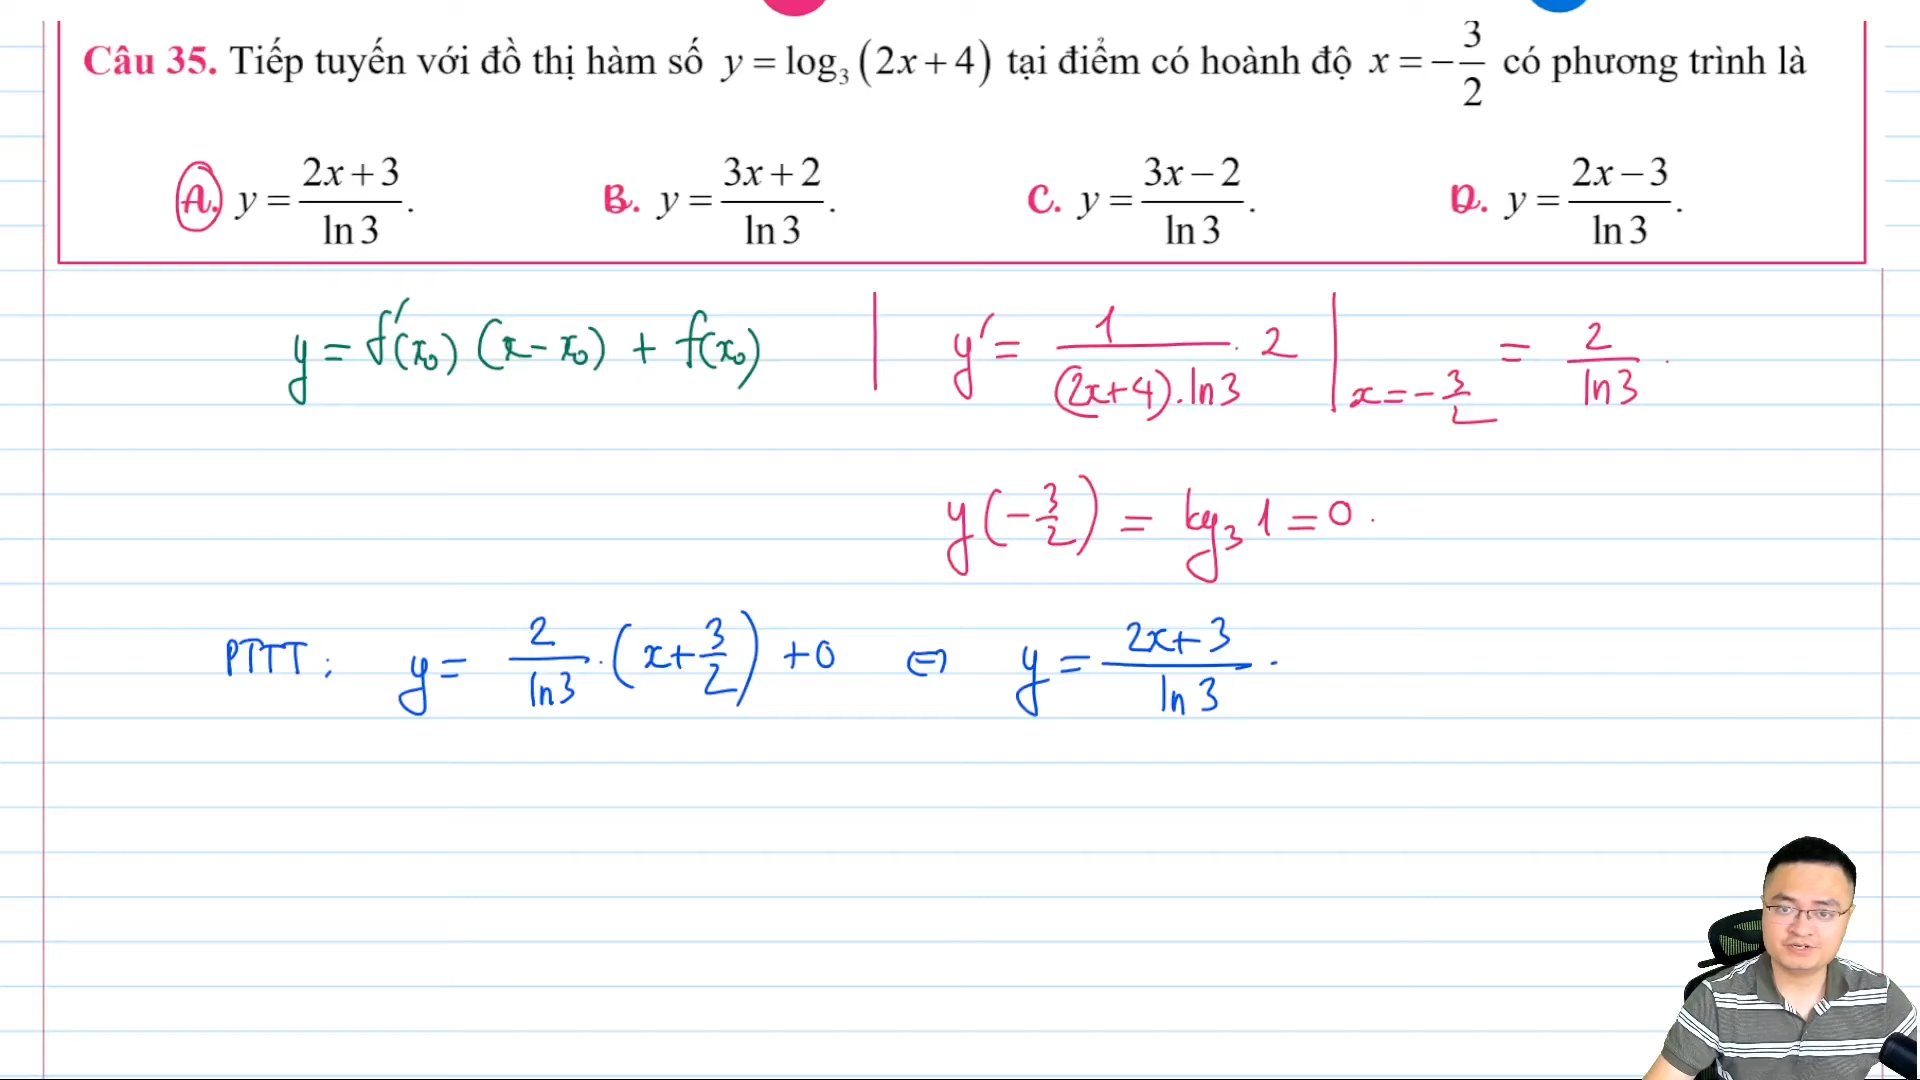 Câu 35. Tiếp tuyến với đồ thị hàm số y = log₃(2x + 4) tại điểm có hoành độ x = -3/2 có phương trình là
A. y = (2x + 3)/ln 3. B. y = (3x + 2)/ln 3. C. y = (3x - 2)/ln 3. D. y = (2x - 3)/ln 3.
y = f'(x₀) (x - x₀) + f(x₀) | y' = 1/((2x+4).ln3) . 2 |ₓ₌₋₃/₂ = 2/ln3.
y(-3/2) = log₃ 1 = 0.
PTTT: y = 2/ln3 . (x + 3/2) + 0 ⇔ y = (2x+3)/ln 3.